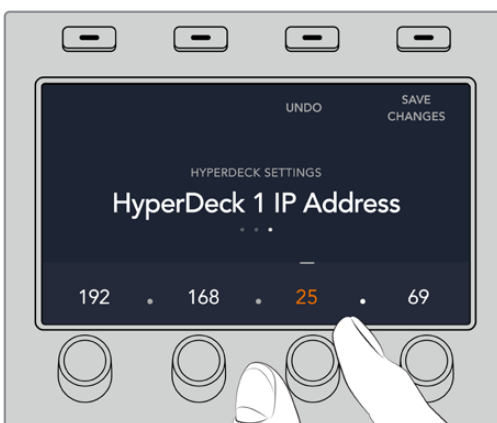 UNDO
SAVE
CHANGES
HYPERDECK SETTINGS
HyperDeck 1 IP Address
192 . 168 . 25 . 69